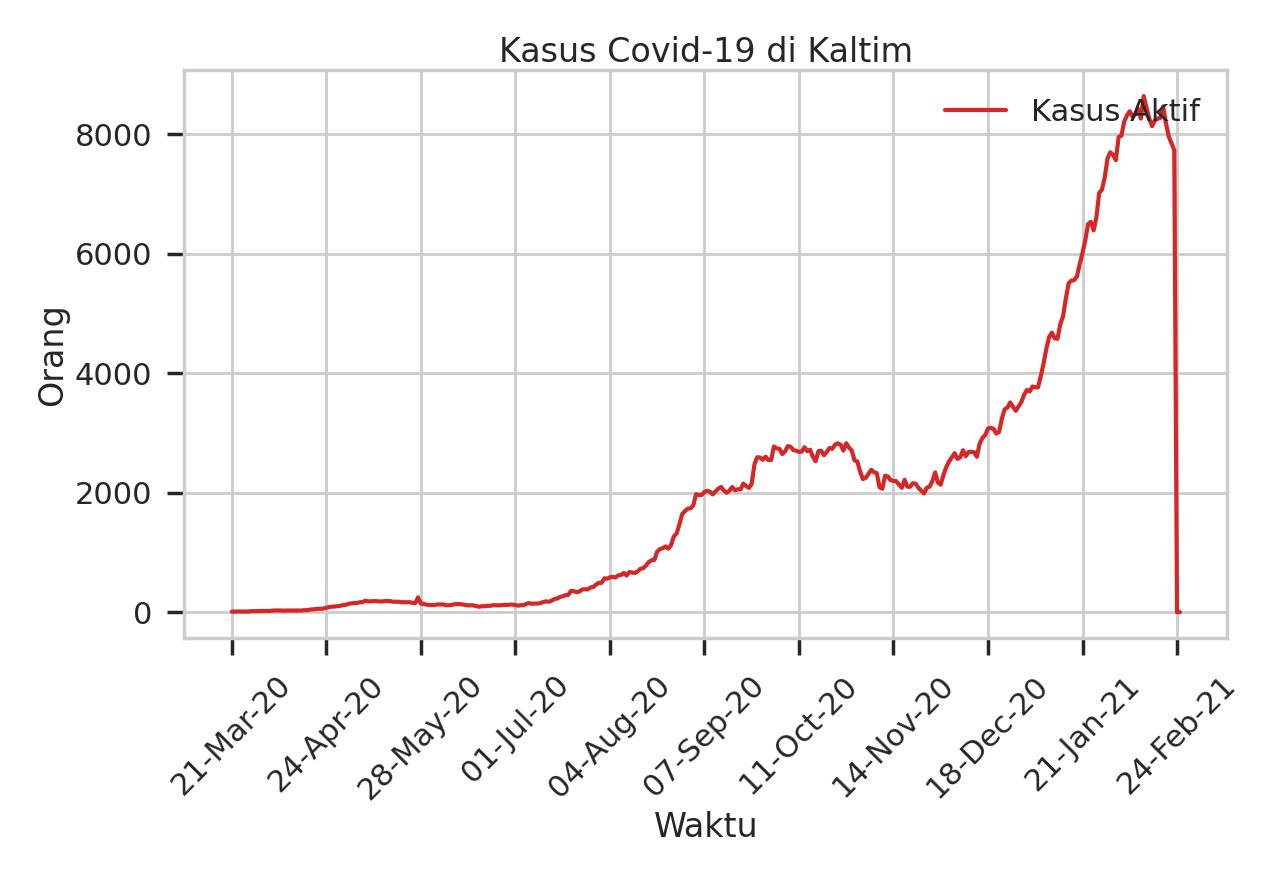 Kasus Covid-19 di Kaltim
Kasus Aktif
8000
6000
4000
2000
0
Orang
21-Mar-20
24-Apr-20
28-May-20
01-Jul-20
04-Aug-20
07-Sep-20
11-Oct-20
14-Nov-20
18-Dec-20
21-Jan-21
24-Feb-21
Waktu